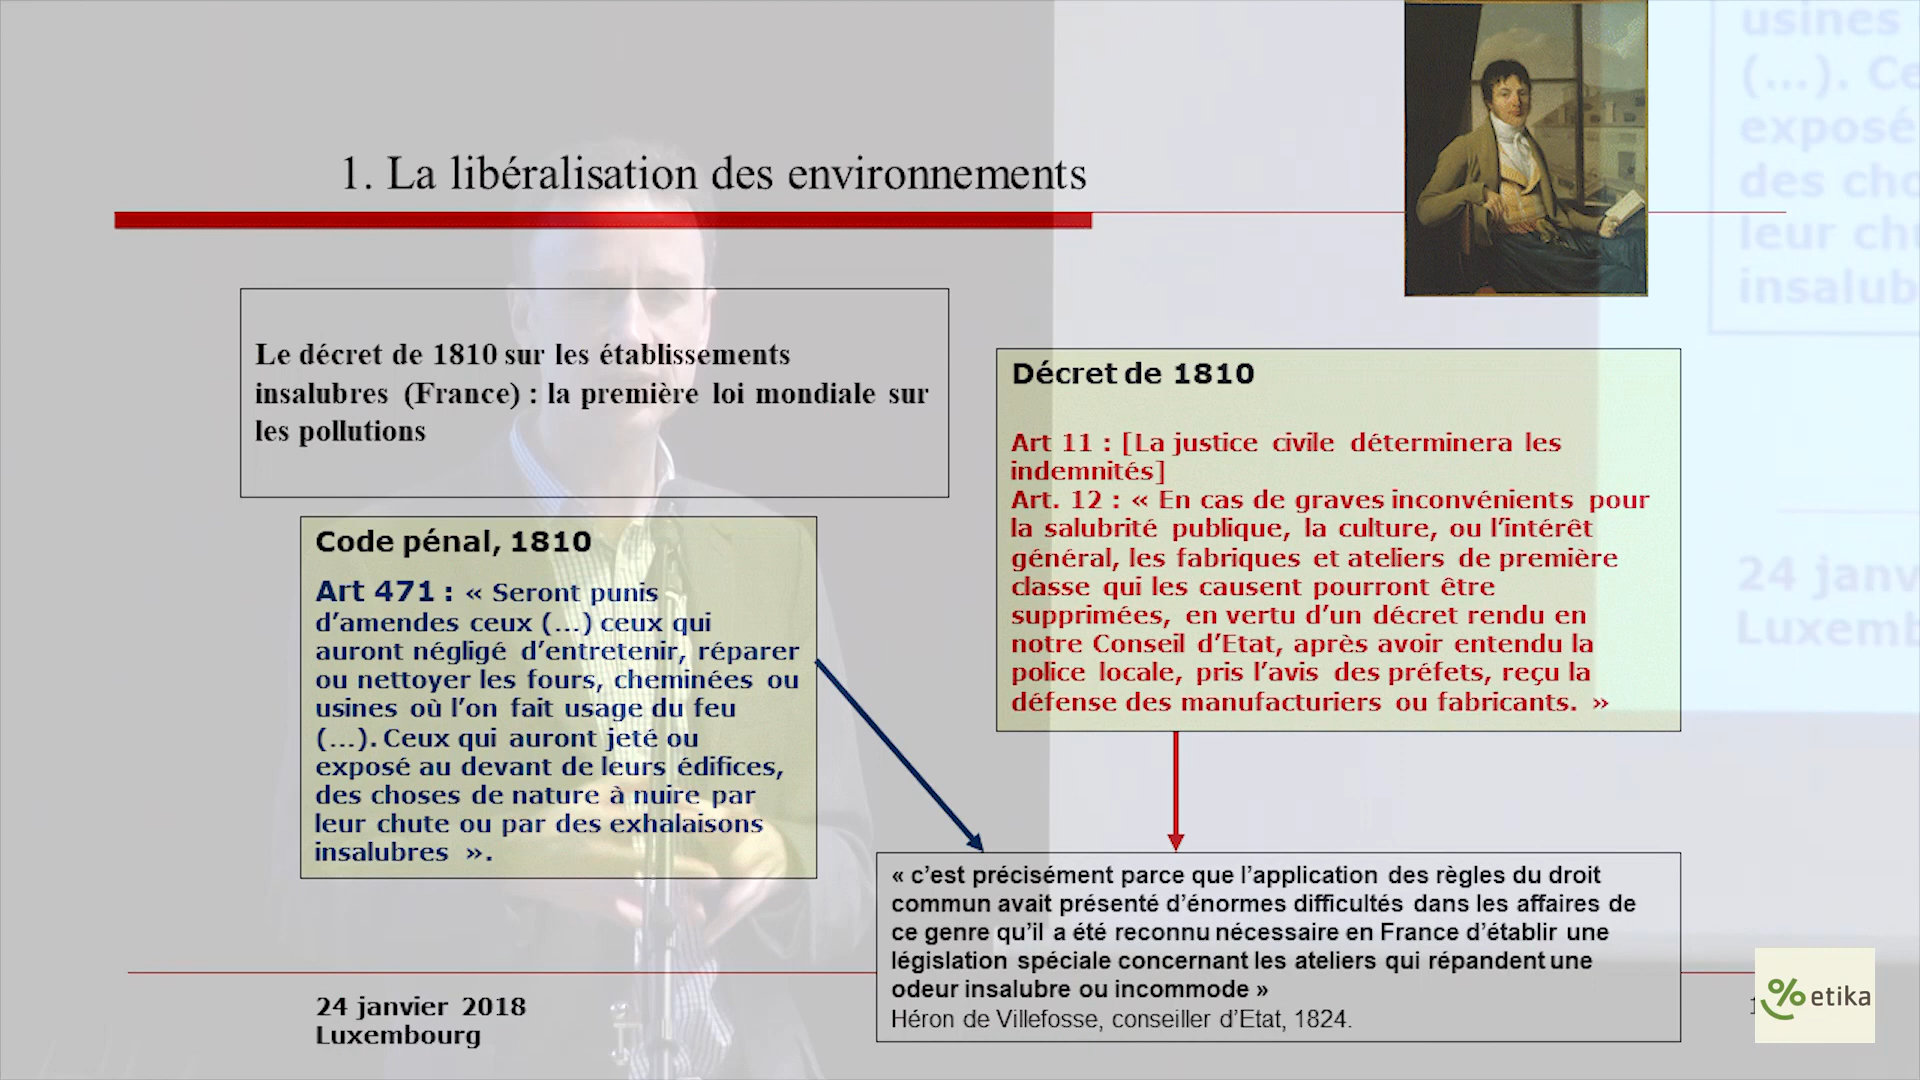 1. La libéralisation des environnements
Le décret de 1810 sur les établissements
insalubres (France) : la première loi mondiale sur
les pollutions
Code pénal, 1810
Art 471 : « Seront punis
d’amendes ceux (…) ceux qui
auront négligé d’entretenir, réparer
ou nettoyer les fours, cheminées ou
usines où l’on fait usage du feu
(…). Ceux qui auront jeté ou
exposé au devant de leurs édifices,
des choses de nature à nuire par
leur chute ou par des exhalaisons
insalubres ».
Décret de 1810
Art 11 : [La justice civile déterminera les
indemnités]
Art. 12 : « En cas de graves inconvénients pour
la salubrité publique, la culture, ou l’intérêt
général, les fabriques et ateliers de première
classe qui les causent pourront être
supprimées, en vertu d’un décret rendu en
notre Conseil d’Etat, après avoir entendu la
police locale, pris l’avis des préfets, reçu la
défense des manufacturiers ou fabricants. »
« c’est précisément parce que l’application des règles du droit
commun avait présenté d’énormes difficultés dans les affaires de
ce genre qu’il a été reconnu nécessaire en France d’établir une
législation spéciale concernant les ateliers qui répandent une
odeur insalubre ou incommode »
Héron de Villefosse, conseiller d’Etat, 1824.
24 janvier 2018
Luxembourg
% etika
usines
(…). Ce
exposé
des
leur
24